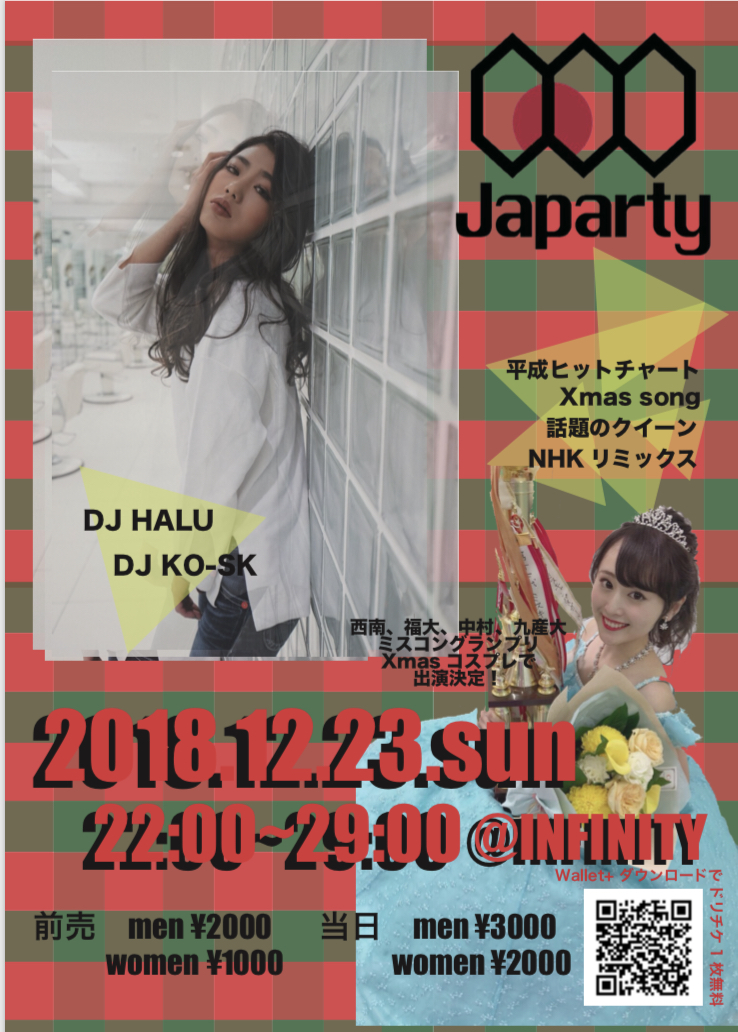 Japarty
平成ヒットチャート
Xmas song
話題のクイーン
NHK リミックス
DJ HALU
DJ KO-SK
西南、福大、中村、九産大
ミスコングランプリ
Xmas コスプレで
出演決定！
2018.12.23.sun
22:00~29:00 @INFINITY
Wallet+ ダウンロードで
ドリチケ 1 枚無料
前売 men ¥2000 当日 men ¥3000
women ¥1000 women ¥2000